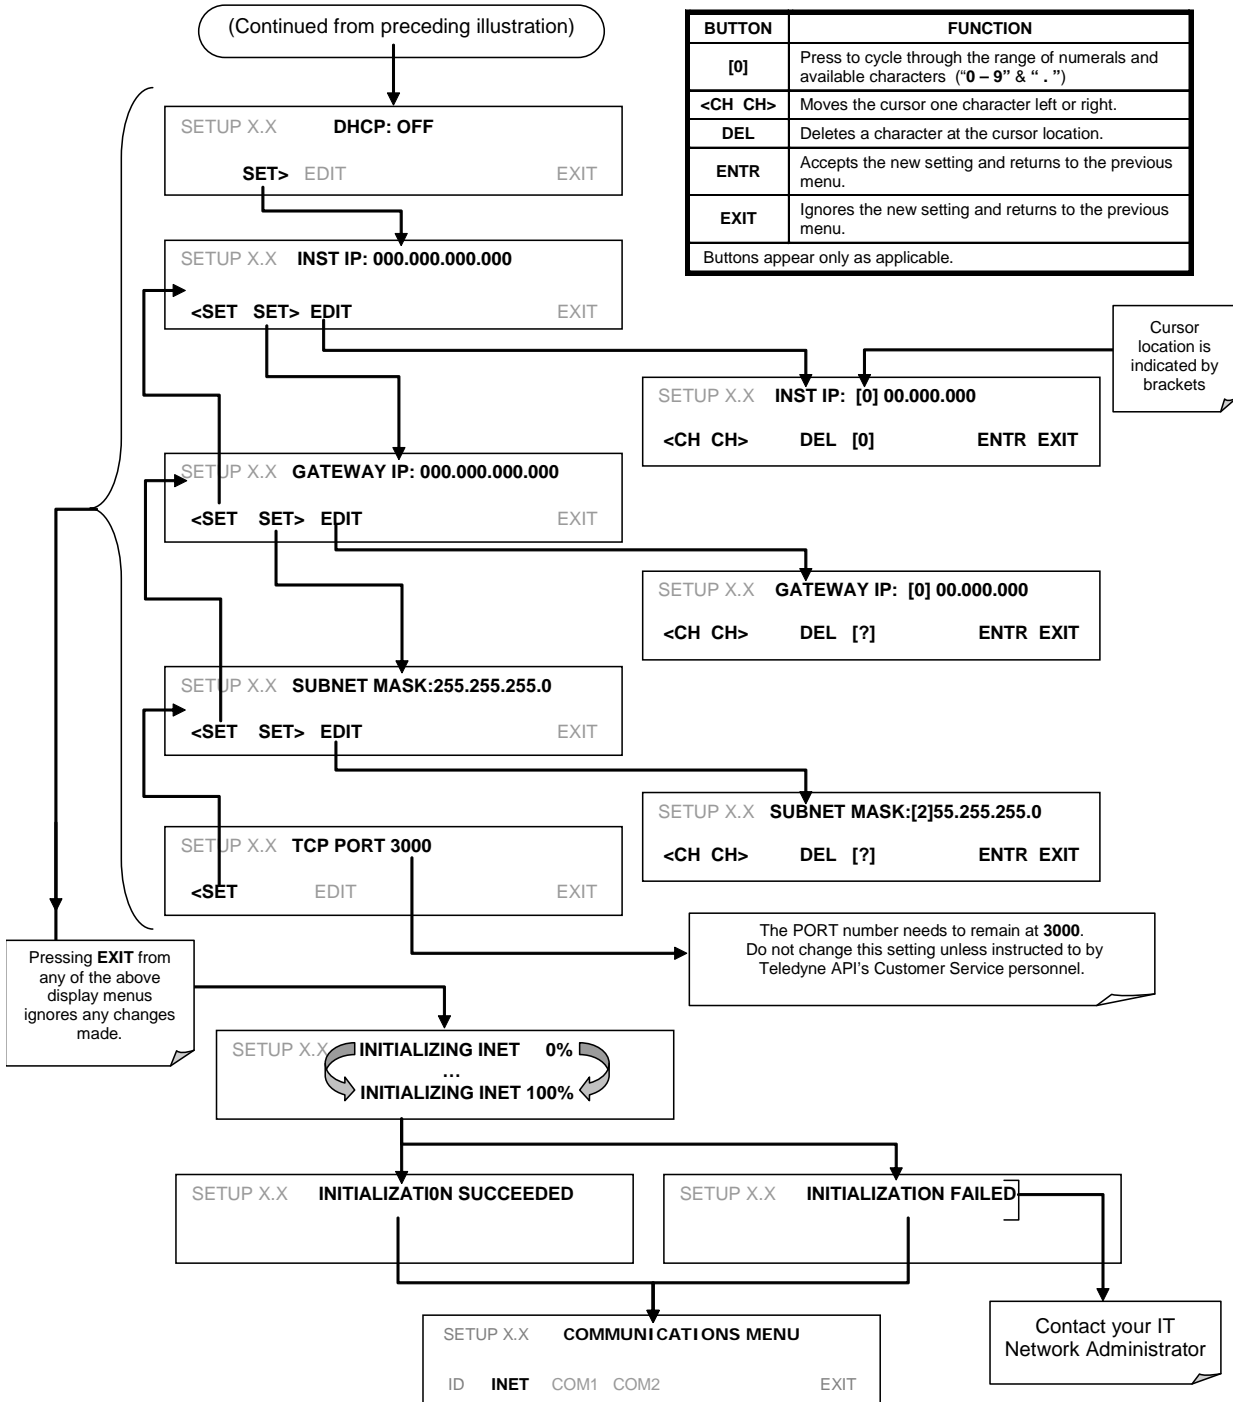 (Continued from preceding illustration)
BUTTON FUNCTION
[0] Press to cycle through the range of numerals and
available characters (“0 – 9” & “ . ”)
<CH CH> Moves the cursor one character left or right.
DEL Deletes a character at the cursor location.
ENTR Accepts the new setting and returns to the previous
menu.
EXIT Ignores the new setting and returns to the previous
menu.
Buttons appear only as applicable.
SETUP X.X DHCP: OFF
SET> EDIT EXIT
SETUP X.X INST IP: 000.000.000.000
<SET SET> EDIT EXIT
Cursor
location is
indicated by
brackets
SETUP X.X INST IP: [0] 00.000.000
<CH CH> DEL [0] ENTR EXIT
SETUP X.X GATEWAY IP: 000.000.000.000
<SET SET> EDIT EXIT
SETUP X.X GATEWAY IP: [0] 00.000.000
<CH CH> DEL [?] ENTR EXIT
SETUP X.X SUBNET MASK:255.255.255.0
<SET SET> EDIT EXIT
SETUP X.X SUBNET MASK:[2]55.255.255.0
<CH CH> DEL [?] ENTR EXIT
SETUP X.X TCP PORT 3000
<SET EDIT EXIT
The PORT number needs to remain at 3000.
Do not change this setting unless instructed to by
Teledyne API’s Customer Service personnel.
Pressing EXIT from
any of the above
display menus
ignores any changes
made.
SETUP X.X INITIALIZING INET 0%
…
INITIALIZING INET 100%
SETUP X.X INITIALIZATI0N SUCCEEDED
SETUP X.X INITIALIZATION FAILED
Contact your IT
Network Administrator
SETUP X.X COMMUNICATIONS MENU
ID INET COM1 COM2 EXIT